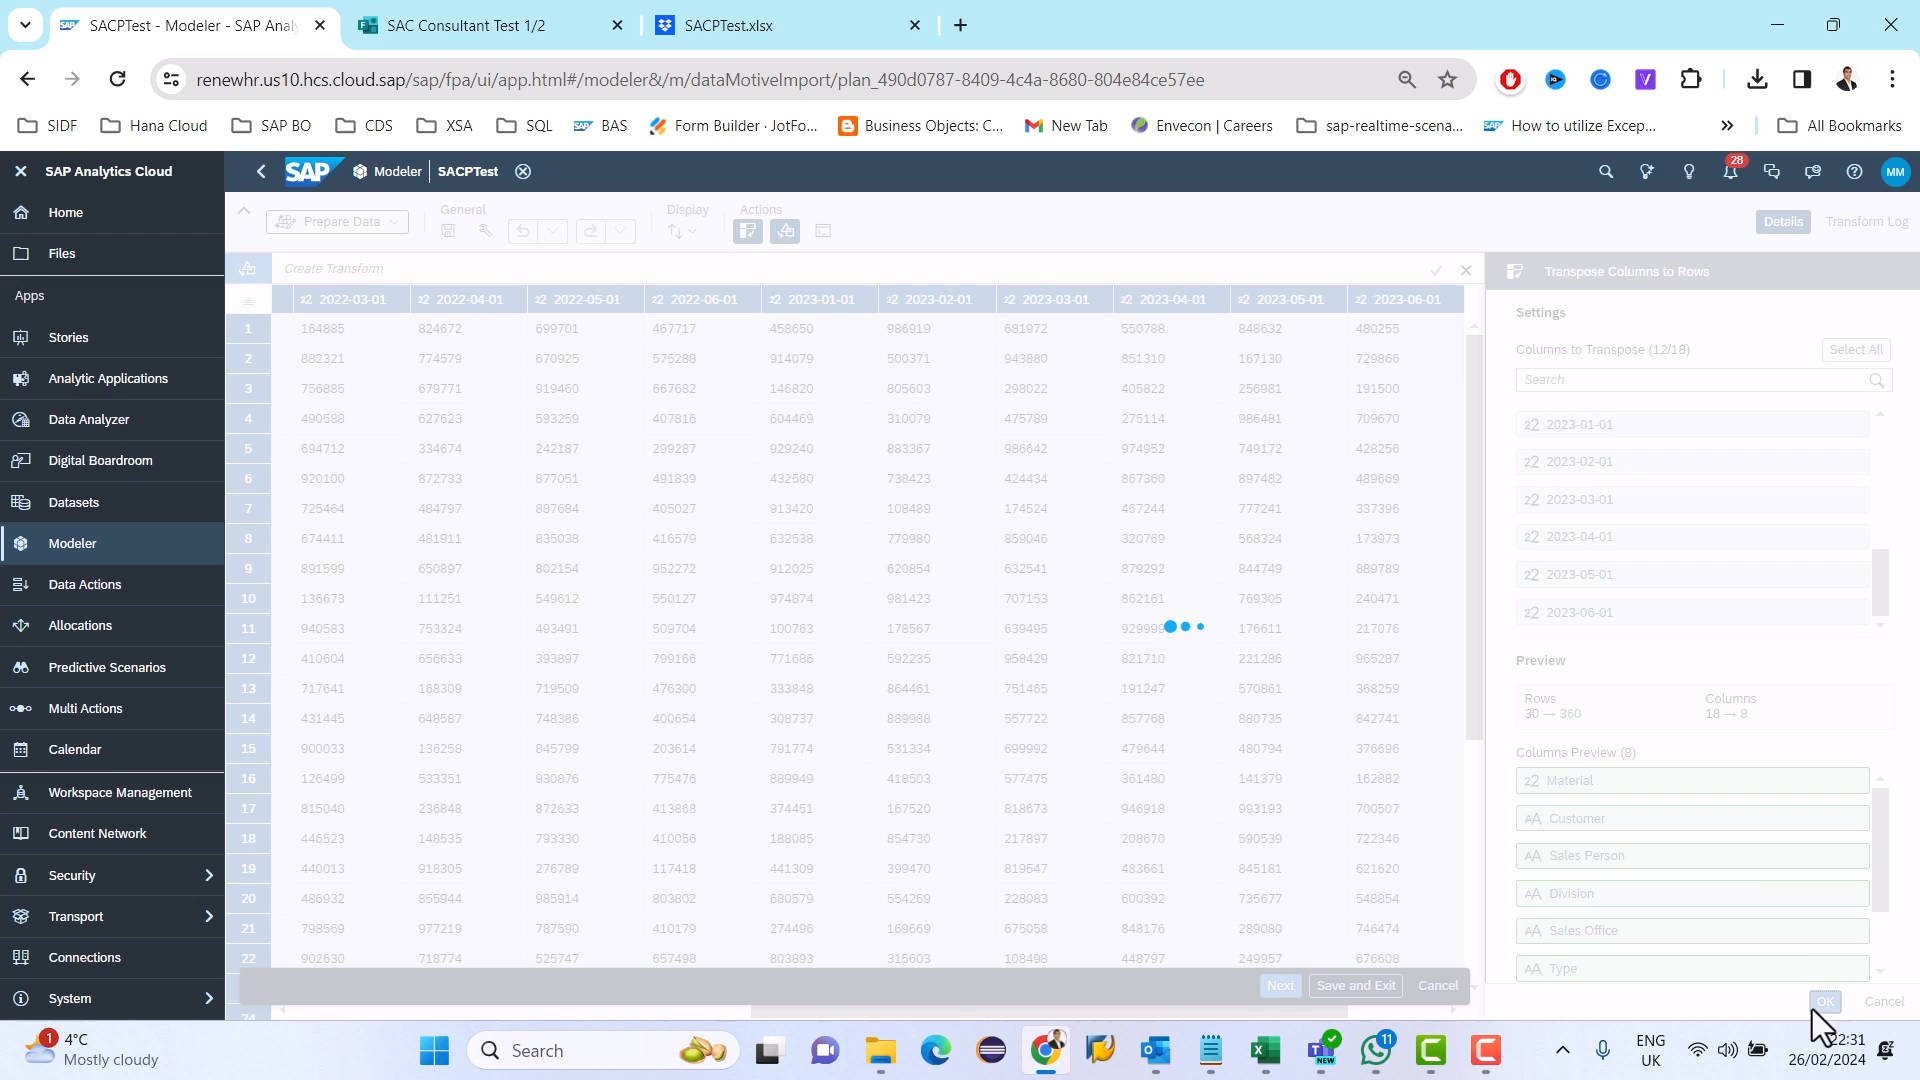 SACPTest - Modeler - SAP Anal
SAC Consultant Test 1/2
SACPTest.xlsx
renewhr.us10.hcs.cloud.sap/sap/fpa/ui/app.html#/modeler&/m/dataMotiveImport/plan_490d0787-8409-4c4a-8680-804e84ce57ee
SIDF
Hana Cloud
SAP BO
CDS
XSA
SQL
BAS
Form Builder · JotFo...
Business Objects: C...
New Tab
Envecon | Careers
sap-realtime-scena...
How to utilize Excep...
All Bookmarks
SAP Analytics Cloud
SAP
Modeler
SACPTest
28
MM
Home
Files
Apps
Stories
Analytic Applications
Data Analyzer
Digital Boardroom
Datasets
Modeler
Data Actions
Allocations
Predictive Scenarios
Multi Actions
Calendar
Workspace Management
Content Network
Security
Transport
Connections
System
Prepare Data
General
Display
Actions
Details
Transform Log
Create Transform
2022-03-01 2022-04-01 2022-05-01 2022-06-01 2023-01-01 2023-02-01 2023-03-01 2023-04-01 2023-05-01 2023-06-01
1 164885 824672 699701 467717 458650 986919 681972 550788 848632 480255
2 882321 774579 670925 575288 914079 500371 943880 851310 167130 729866
3 756885 679771 919460 667682 146820 805603 298022 405822 256981 191500
4 490588 627623 593259 407816 604469 310079 475789 275114 986481 709670
5 694712 334674 242187 299287 929240 883367 986642 974952 749172 428256
6 920100 872733 877051 491839 432580 738423 424434 867360 897482 489669
7 725464 484797 887684 405027 913420 108489 174524 467244 777241 337396
8 674411 481911 835038 416579 632538 779980 859046 320769 568324 173973
9 891599 650897 802154 952272 912025 620854 632541 879292 844749 889789
10 136673 111251 549612 550127 974874 981423 707153 862161 769305 240471
11 940583 753324 493491 509704 100763 178567 639495 929999 176611 217076
12 410604 656633 393897 799166 771686 592235 958429 821710 221286 965287
13 717641 168309 719509 476300 333848 864461 751465 191247 570861 368259
14 431445 648587 748386 400654 308737 889988 557722 857768 880735 842741
15 900033 136258 845799 203614 791774 531334 699992 479644 480794 376696
16 126499 533351 930876 775476 889949 418503 577475 361480 141379 162882
17 815040 236848 872633 413868 374451 167520 818673 946918 993193 700507
18 446523 148535 793330 410056 188085 854730 217897 208670 590539 722346
19 440013 918305 276789 117418 441309 399470 819547 483661 845181 621620
20 486932 855944 985914 803802 680579 554269 228083 600392 735677 548854
21 798569 977219 787590 410179 274496 169669 675058 848176 289080 746474
22 902630 718774 525747 657498 803893 315603 108498 448797 249957 676608
24
Next
Save and Exit
Cancel
Transpose Columns to Rows
Settings
Columns to Transpose (12/18)
Select All
Search
2023-01-01
2023-02-01
2023-03-01
2023-04-01
2023-05-01
2023-06-01
Preview
Rows
30 → 360
Columns
18 → 8
Columns Preview (8)
Material
Customer
Sales Person
Division
Sales Office
Type
OK
Cancel
1
4°C
Mostly cloudy
Search
NEW
11
ENG
UK
22:31
26/02/2024